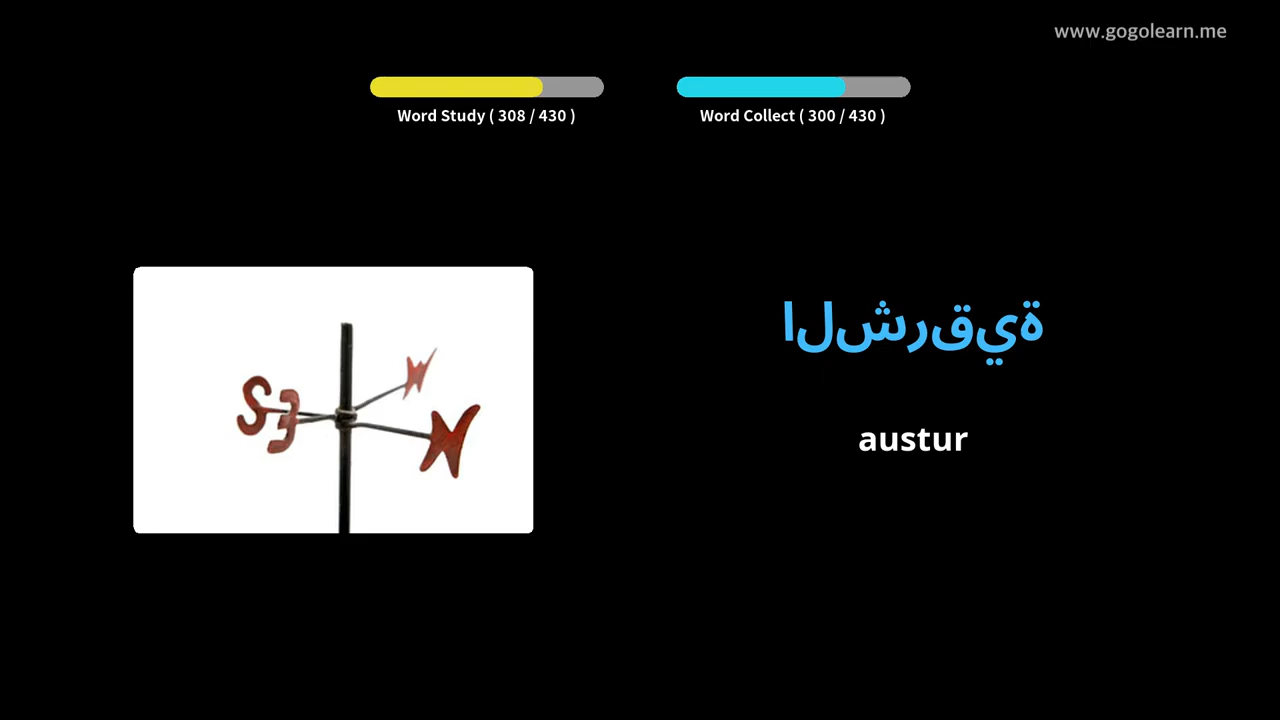 www.gogolearn.me
Word Study ( 308 / 430 )
Word Collect ( 300 / 430 )
الشرقية
austur
W
S E
N